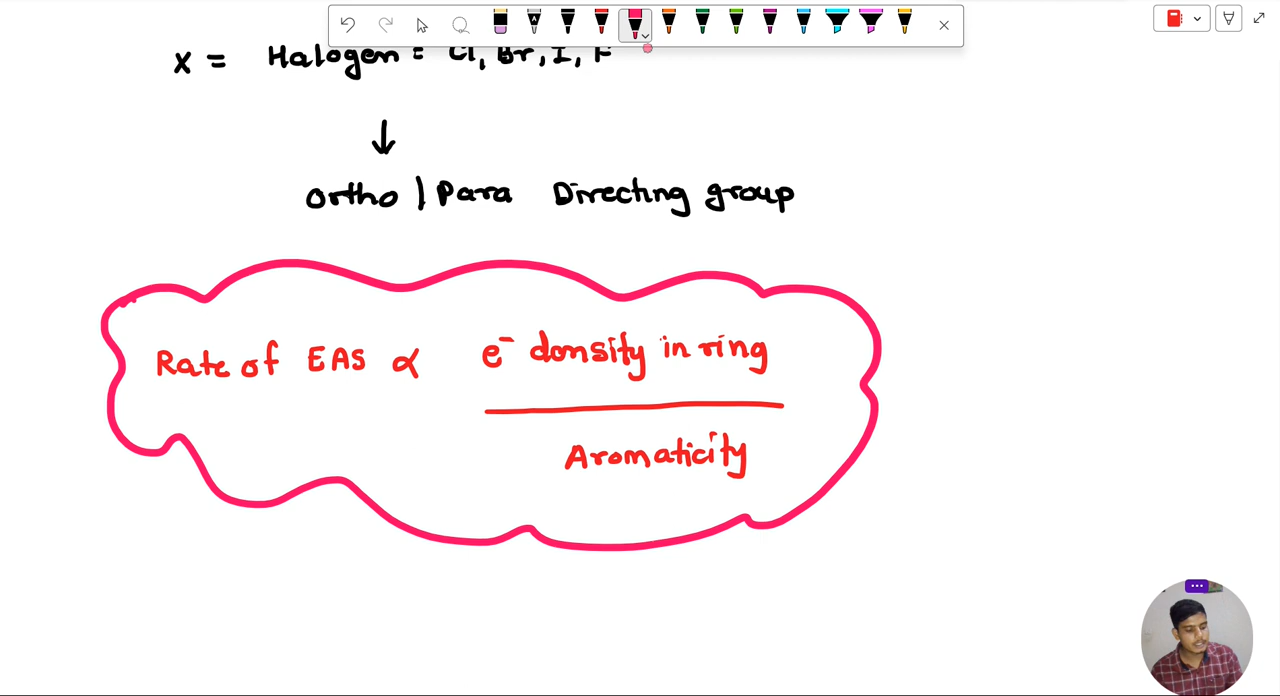 x = Halogen = Cl, Br, I, F
↓
Ortho | Para Directing group
Rate of EAS ∝ e⁻ density in ring
Aromaticity